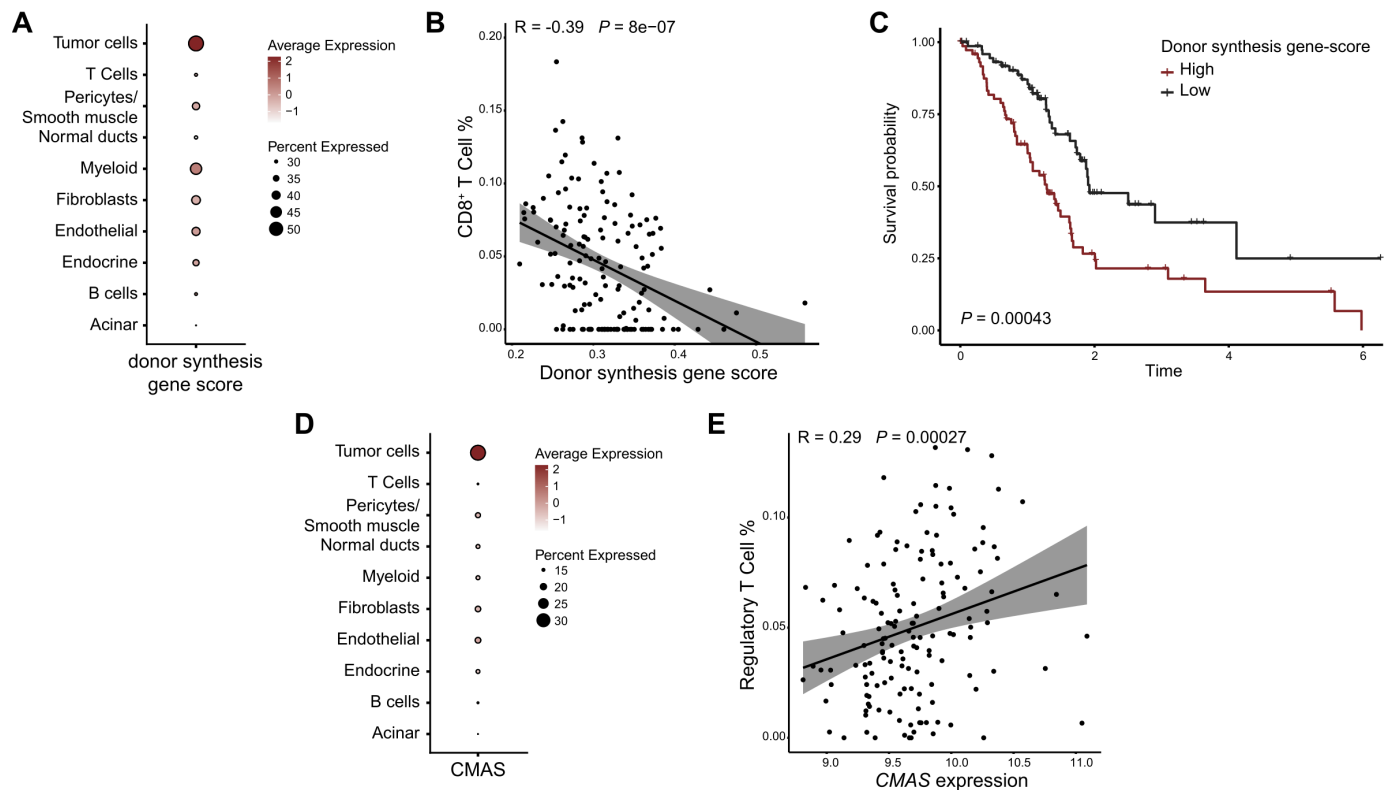 A
Tumor cells
T Cells
Pericytes/
Smooth muscle
Normal ducts
Myeloid
Fibroblasts
Endothelial
Endocrine
B cells
Acinar
donor synthesis
gene score
Average Expression
2
1
0
−1
Percent Expressed
30
35
40
45
50
B
R = -0.39 P = 8e−07
CD8⁺ T Cell %
0.20
0.15
0.10
0.05
0.00
0.2 0.3 0.4 0.5
Donor synthesis gene score
C
Donor synthesis gene-score
High
Low
Survival probability
1.00
0.75
0.50
0.25
0.00
P = 0.00043
0 2 4 6
Time
D
Tumor cells
T Cells
Pericytes/
Smooth muscle
Normal ducts
Myeloid
Fibroblasts
Endothelial
Endocrine
B cells
Acinar
CMAS
Average Expression
2
1
0
−1
Percent Expressed
15
20
25
30
E
R = 0.29 P = 0.00027
Regulatory T Cell %
0.10
0.05
0.00
9.0 9.5 10.0 10.5 11.0
CMAS expression